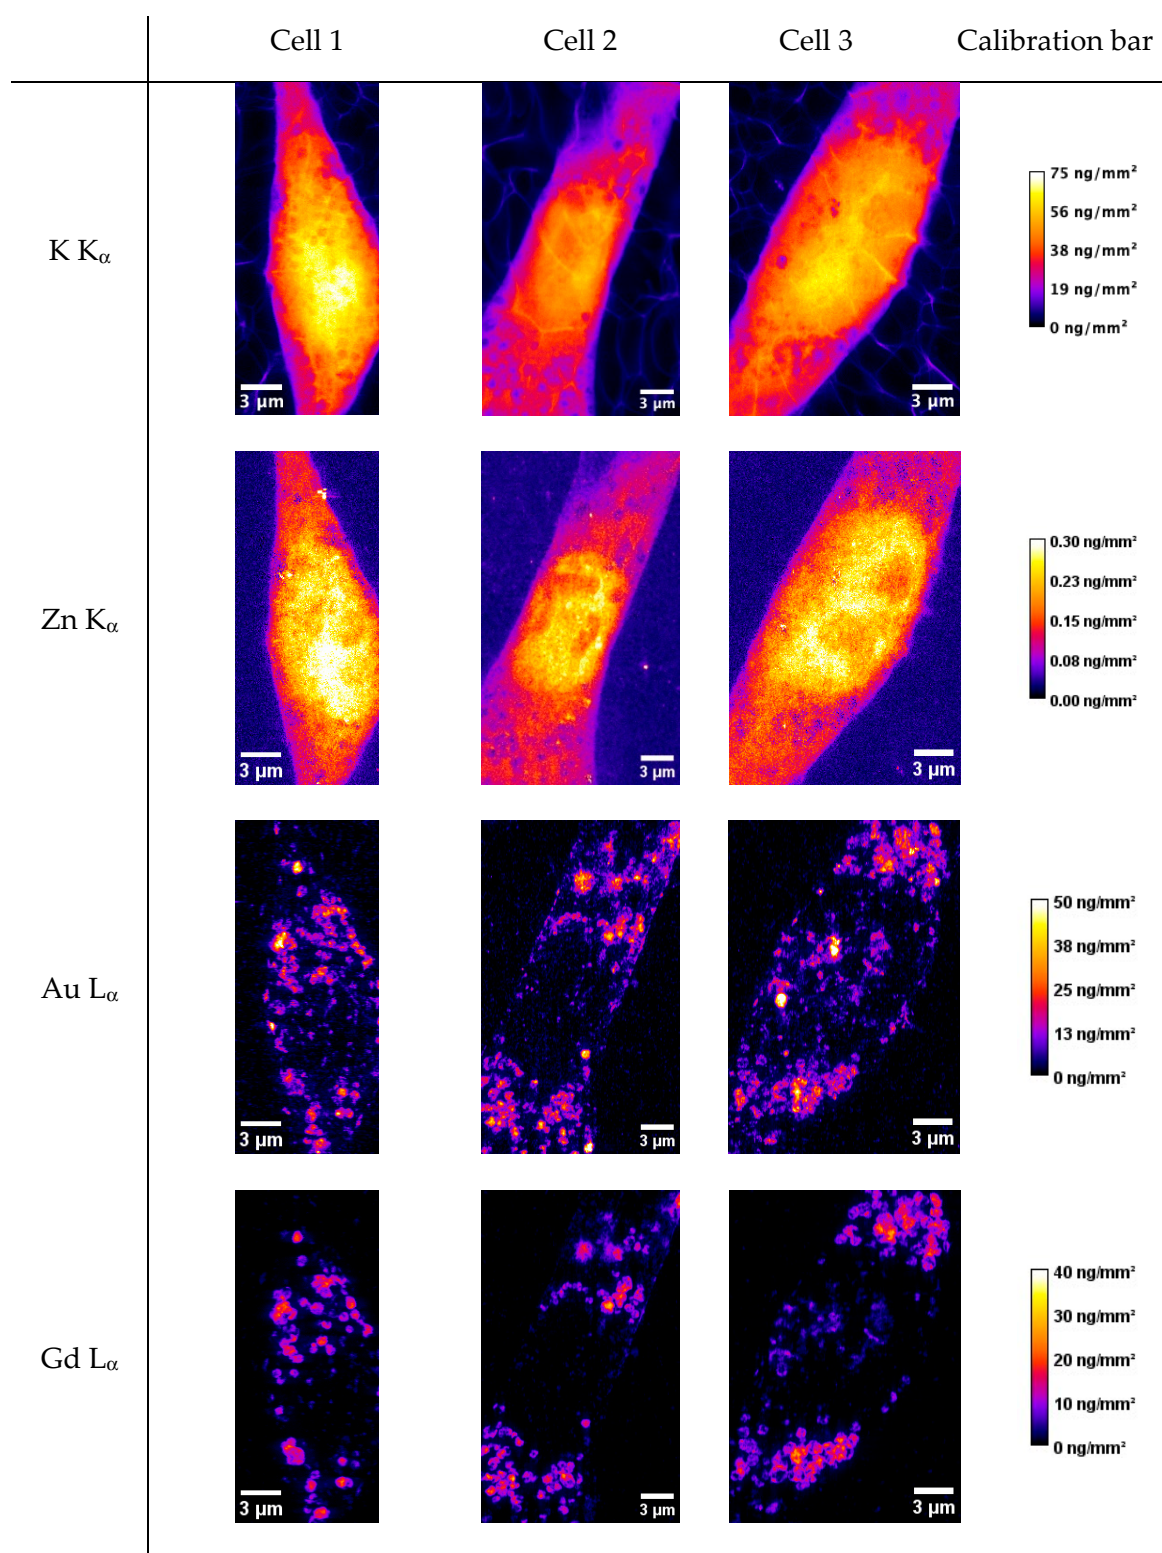 Cell 1 Cell 2 Cell 3 Calibration bar
K Kα
3 µm 3 µm 3 µm
75 ng/mm²
56 ng/mm²
38 ng/mm²
19 ng/mm²
0 ng/mm²
Zn Kα
3 µm 3 µm 3 µm
0.30 ng/mm²
0.23 ng/mm²
0.15 ng/mm²
0.08 ng/mm²
0.00 ng/mm²
Au Lα
3 µm 3 µm 3 µm
50 ng/mm²
38 ng/mm²
25 ng/mm²
13 ng/mm²
0 ng/mm²
Gd Lα
3 µm 3 µm 3 µm
40 ng/mm²
30 ng/mm²
20 ng/mm²
10 ng/mm²
0 ng/mm²